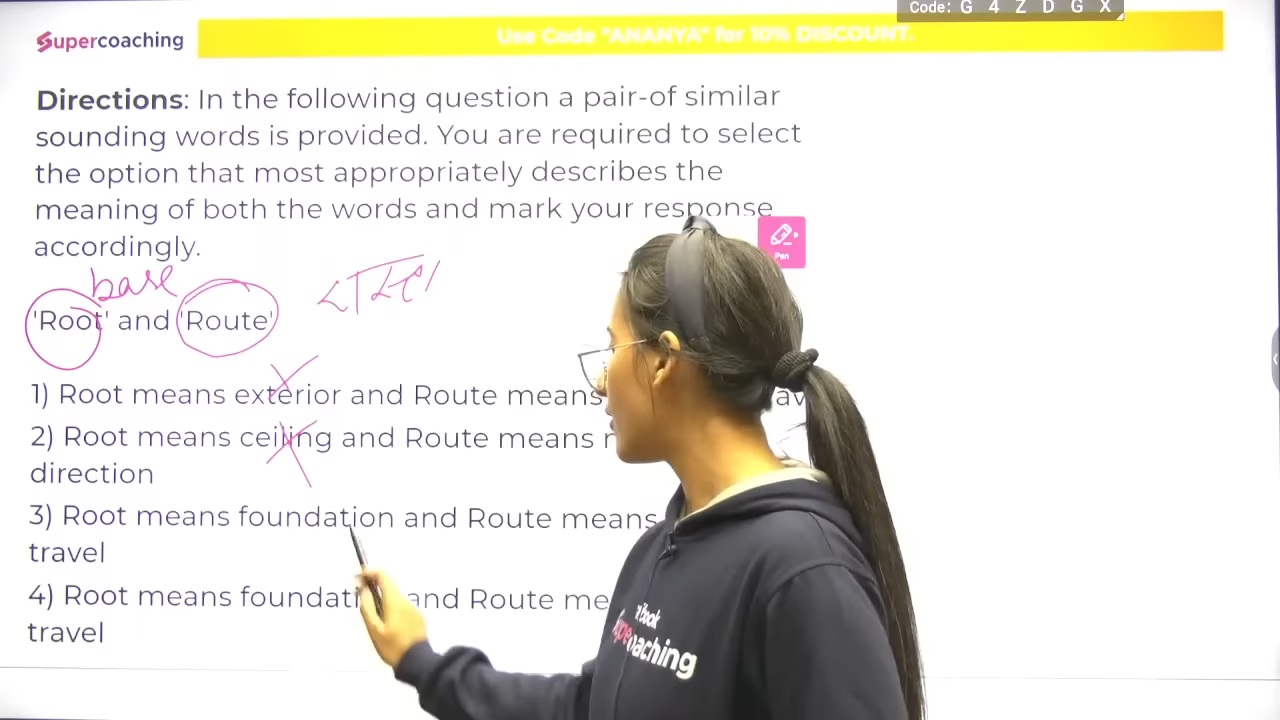 Code: G 4 Z D G X
Supercoaching
Use Code "ANANYA" for 10% DISCOUNT.
Directions: In the following question a pair-of similar
sounding words is provided. You are required to select
the option that most appropriately describes the
meaning of both the words and mark your response
accordingly.
Pen
base
'Root' and 'Route'
1) Root means exterior and Route means
2) Root means ceiling and Route means
direction
3) Root means foundation and Route means
travel
4) Root means foundati and Route me
travel
book
coaching